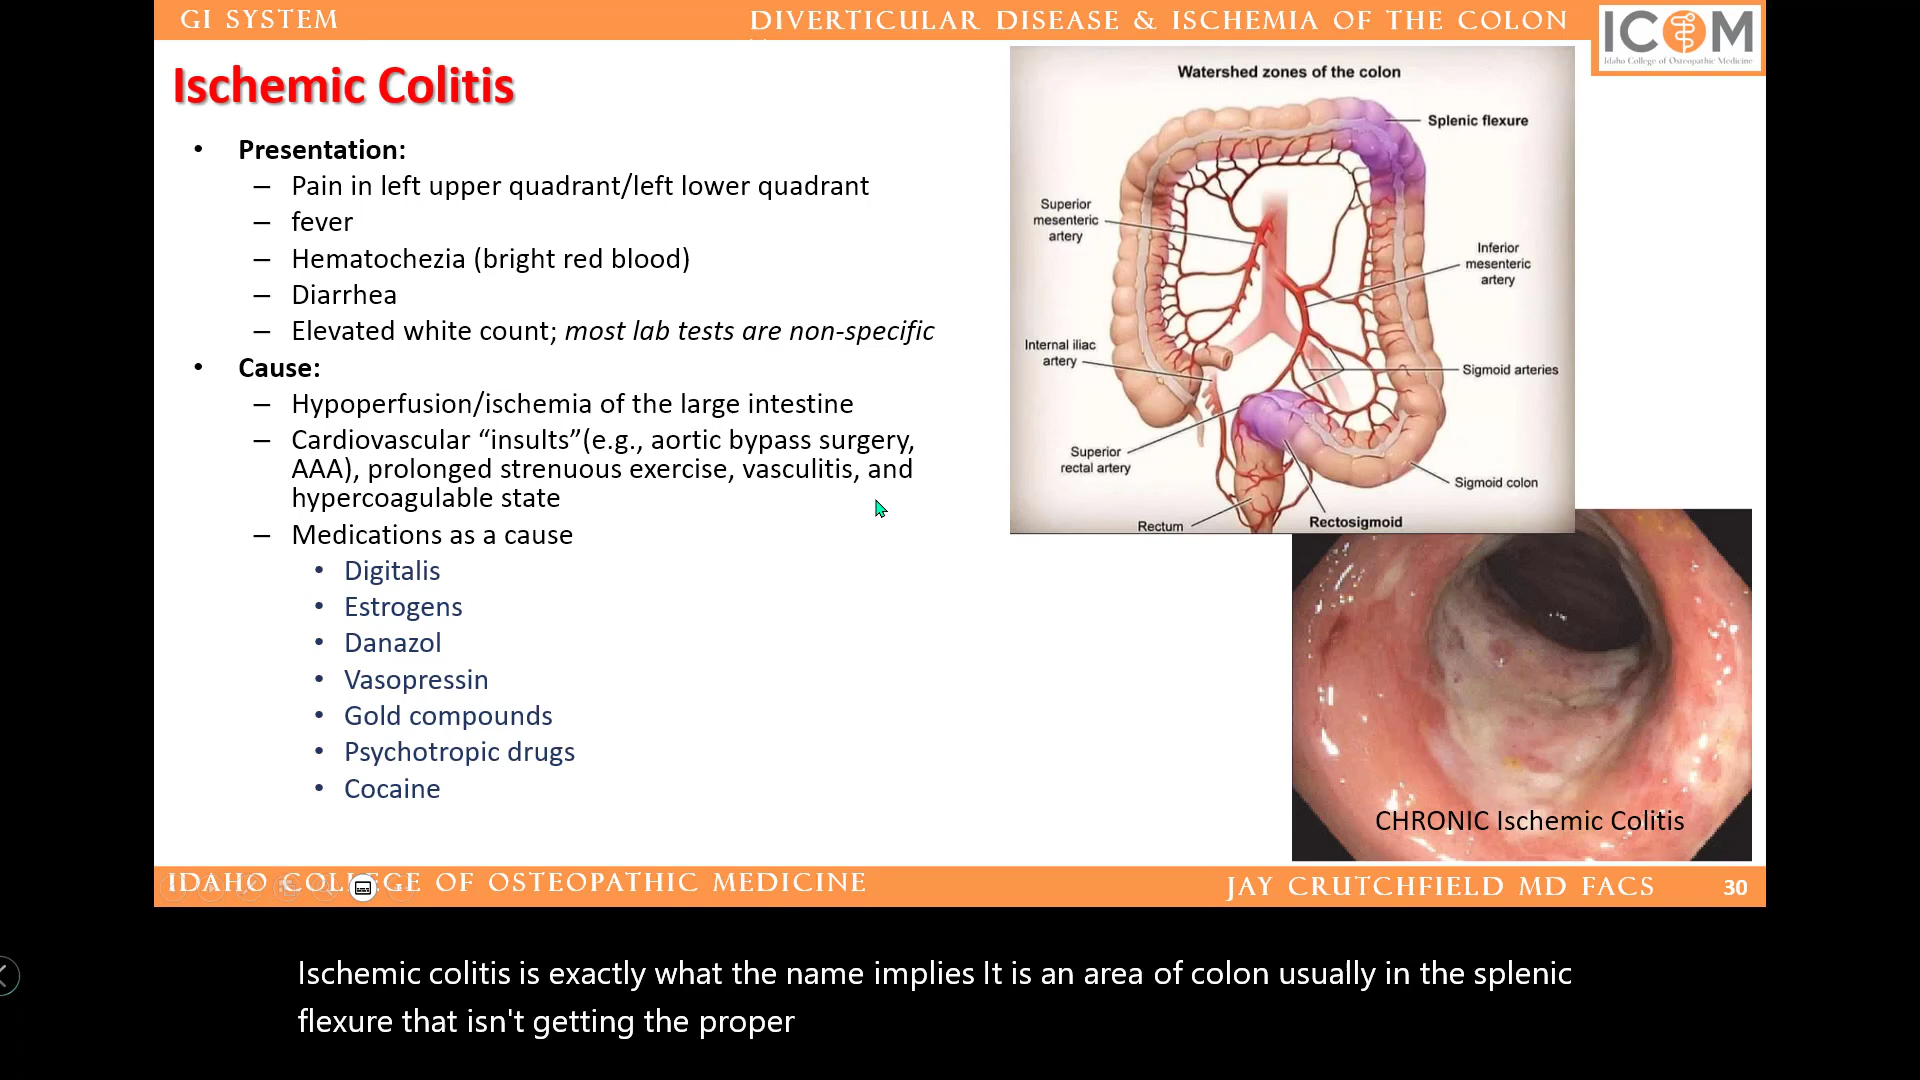 GI SYSTEM
DIVERTICULAR DISEASE & ISCHEMIA OF THE COLON
ICOM
Idaho College of Osteopathic Medicine
Ischemic Colitis
• Presentation:
– Pain in left upper quadrant/left lower quadrant
– fever
– Hematochezia (bright red blood)
– Diarrhea
– Elevated white count; most lab tests are non-specific
• Cause:
– Hypoperfusion/ischemia of the large intestine
– Cardiovascular “insults”(e.g., aortic bypass surgery,
AAA), prolonged strenuous exercise, vasculitis, and
hypercoagulable state
– Medications as a cause
• Digitalis
• Estrogens
• Danazol
• Vasopressin
• Gold compounds
• Psychotropic drugs
• Cocaine
Watershed zones of the colon
Splenic flexure
Superior
mesenteric
artery
Inferior
mesenteric
artery
Internal iliac
artery
Sigmoid arteries
Superior
rectal artery
Sigmoid colon
Rectum
Rectosigmoid
CHRONIC Ischemic Colitis
IDAHO COLLEGE OF OSTEOPATHIC MEDICINE
JAY CRUTCHFIELD MD FACS
30
Ischemic colitis is exactly what the name implies It is an area of colon usually in the splenic
flexure that isn't getting the proper